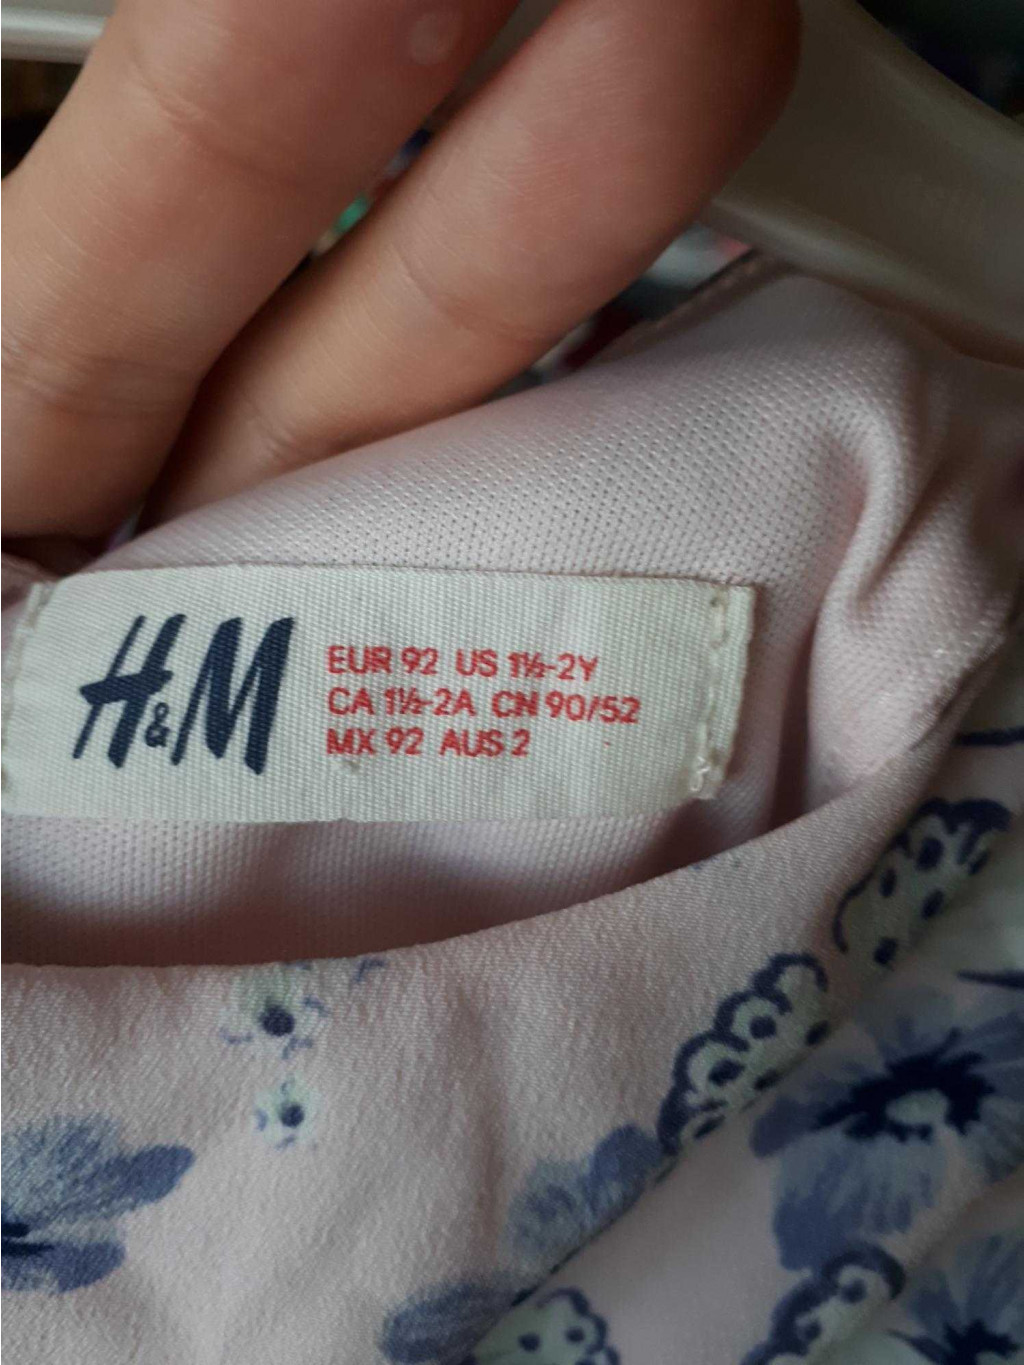 H&M
EUR 92 US 1½-2Y
CA 1½-2A CN 90/52
MX 92 AUS 2